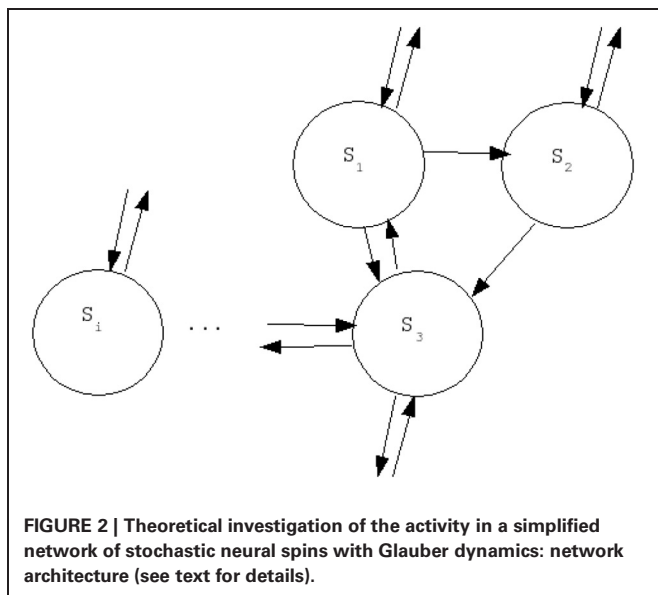 S₁
S₂
S_i
...
S₃
FIGURE 2 | Theoretical investigation of the activity in a simplified
network of stochastic neural spins with Glauber dynamics: network
architecture (see text for details).